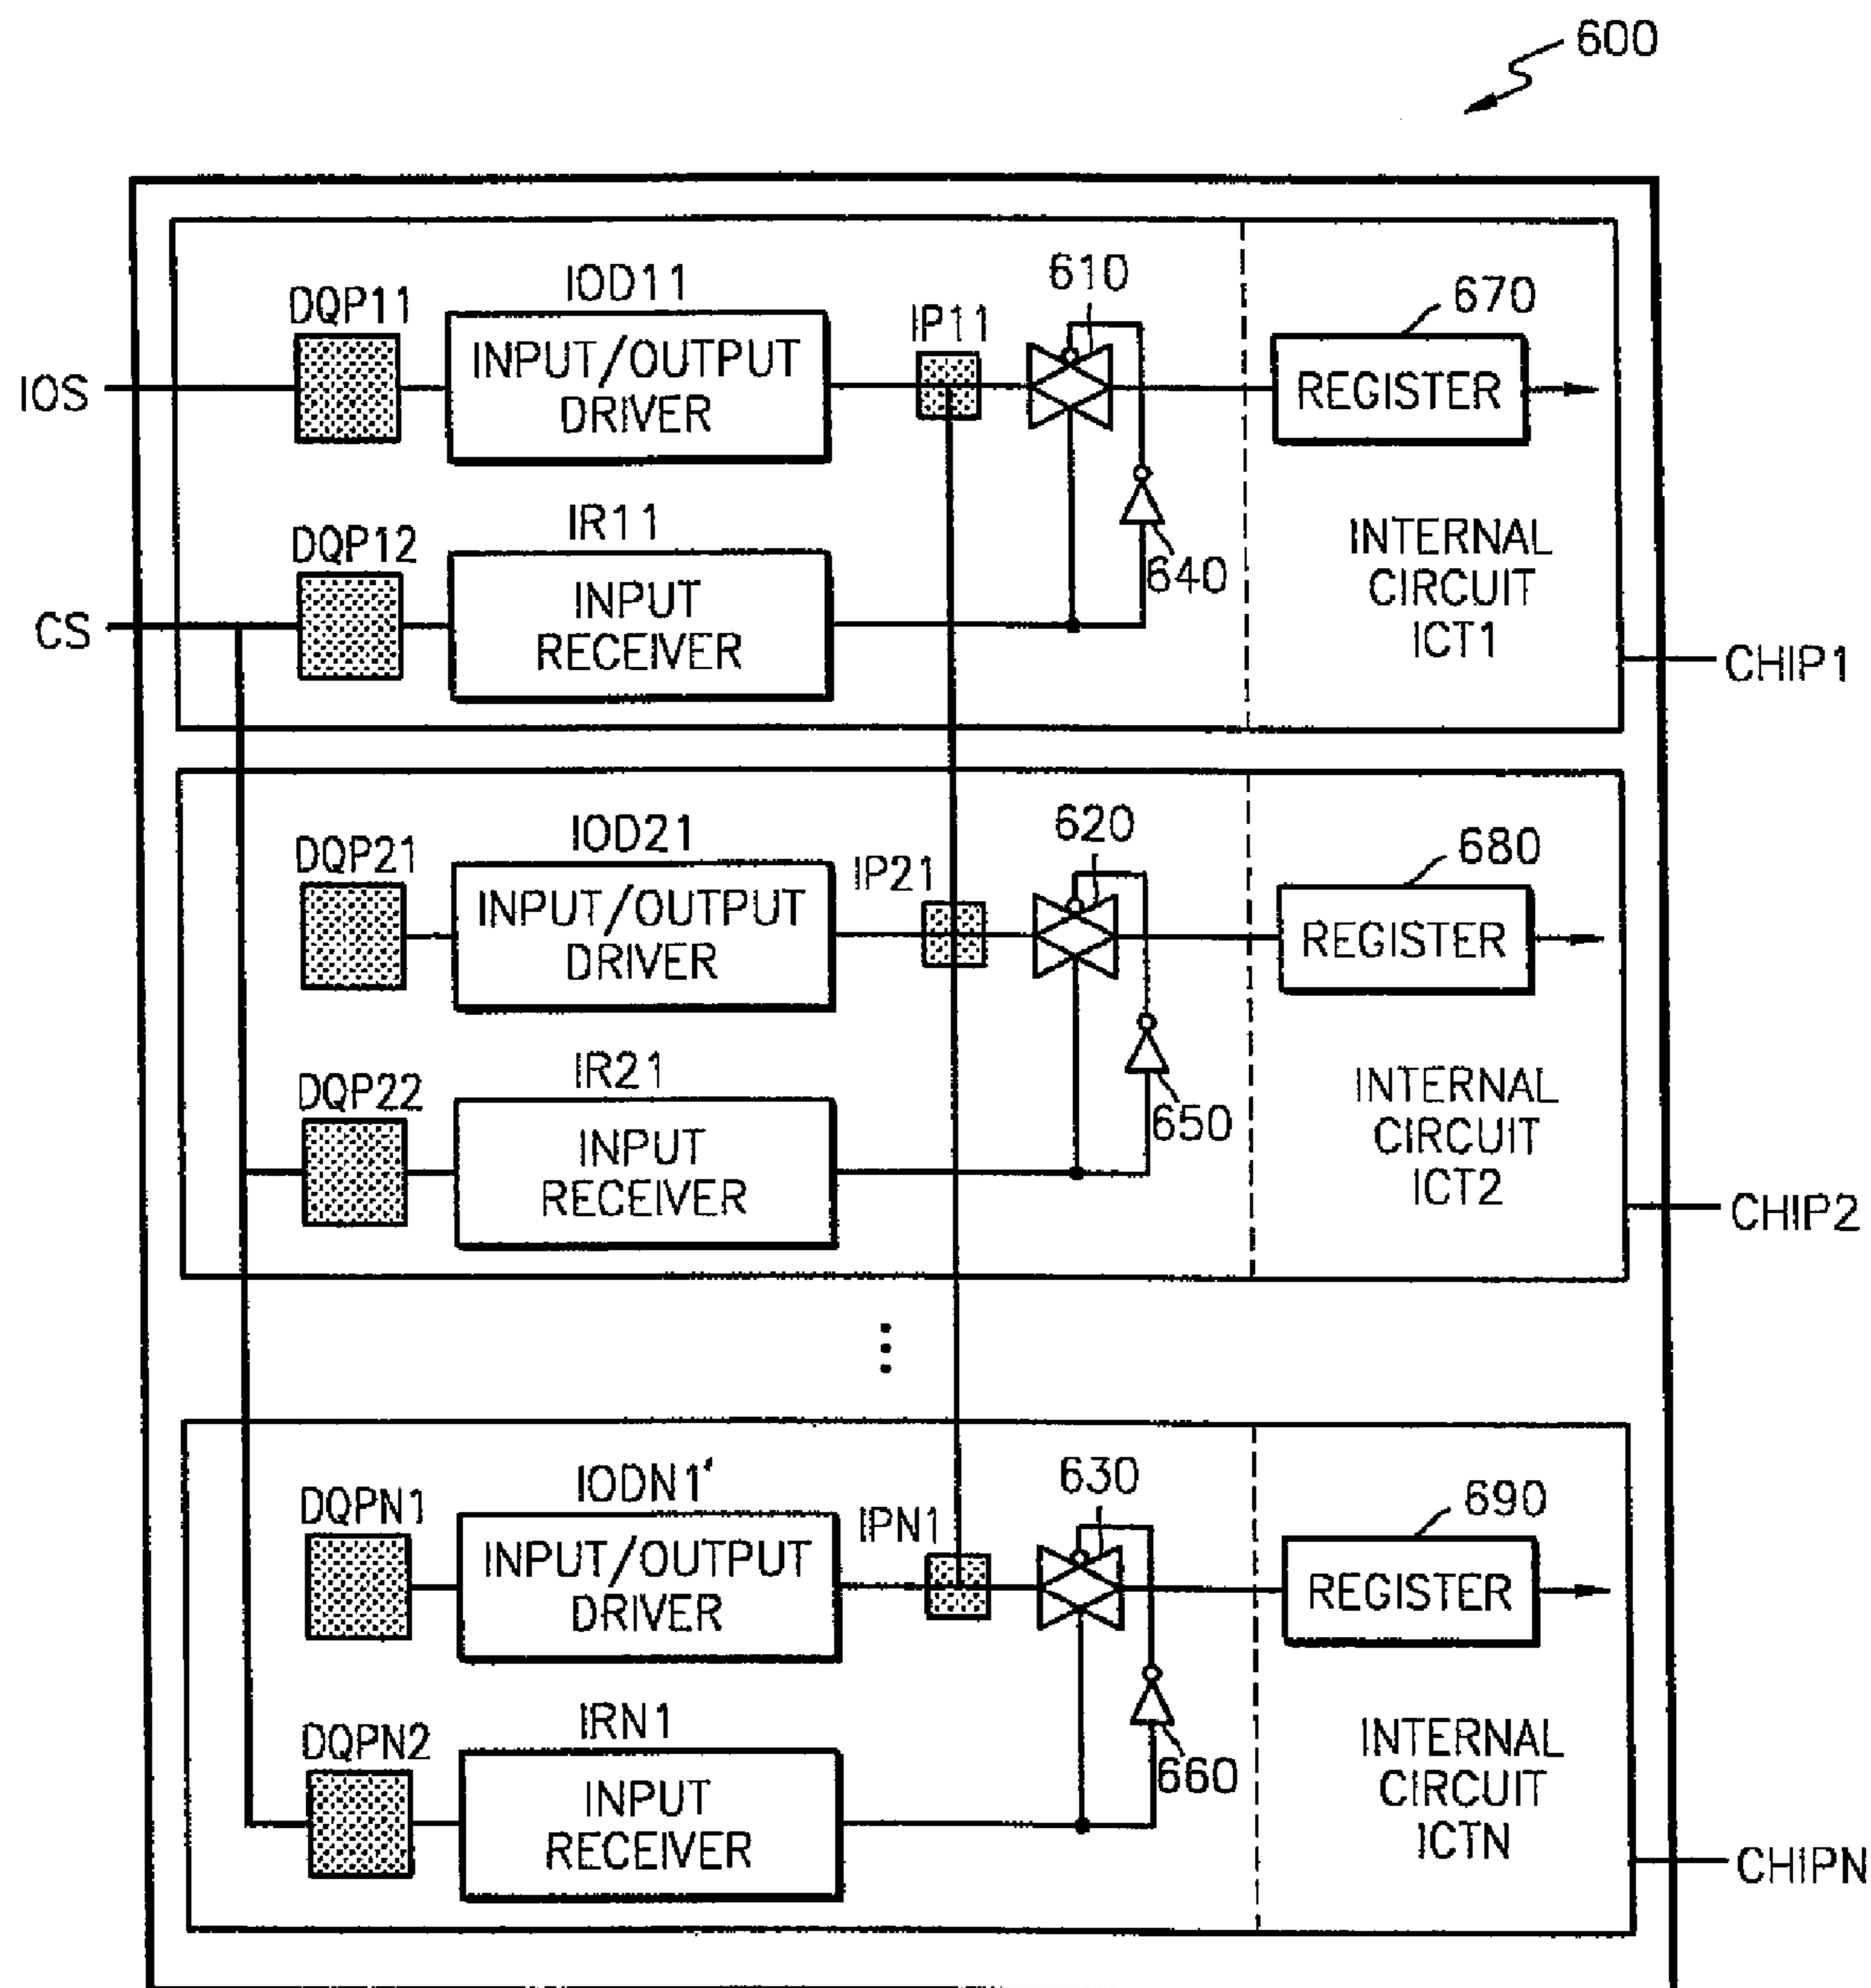 600
IOS
CS
DQP11
IOD11
INPUT/OUTPUT
DRIVER
IP11
610
670
REGISTER
DQP12
IR11
INPUT
RECEIVER
640
INTERNAL
CIRCUIT
ICT1
CHIP1
DQP21
IOD21
INPUT/OUTPUT
DRIVER
IP21
620
680
REGISTER
DQP22
IR21
INPUT
RECEIVER
650
INTERNAL
CIRCUIT
ICT2
CHIP2
DQPN1
IODN1'
INPUT/OUTPUT
DRIVER
IPN1
630
690
REGISTER
DQPN2
IRN1
INPUT
RECEIVER
660
INTERNAL
CIRCUIT
ICTN
CHIPN